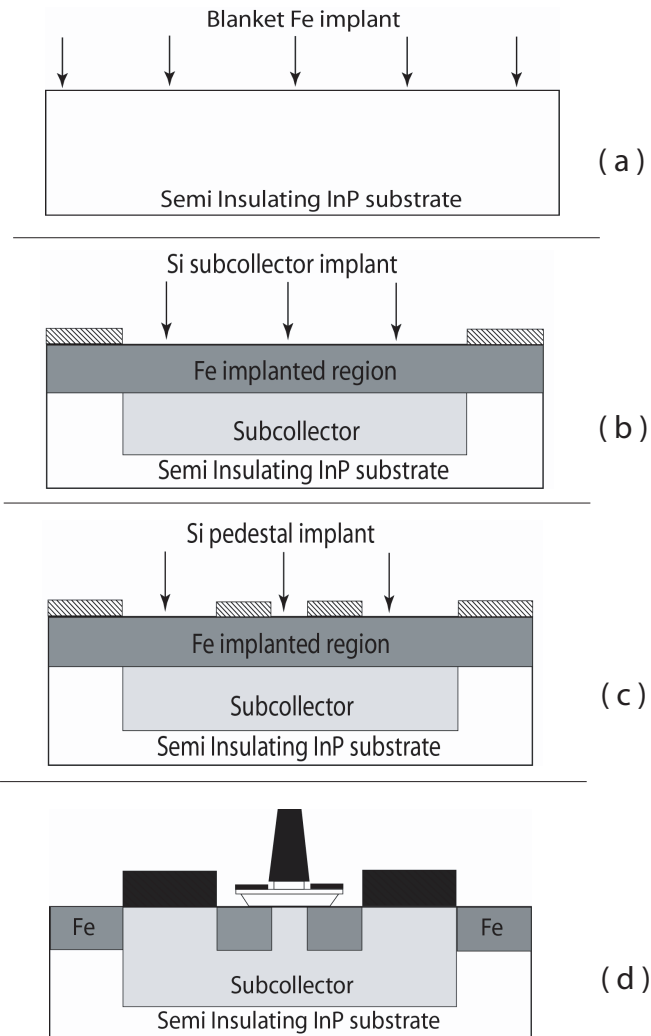 Blanket Fe implant
( a )
Semi Insulating InP substrate
Si subcollector implant
Fe implanted region
( b )
Subcollector
Semi Insulating InP substrate
Si pedestal implant
Fe implanted region
( c )
Subcollector
Semi Insulating InP substrate
Fe Fe
( d )
Subcollector
Semi Insulating InP substrate